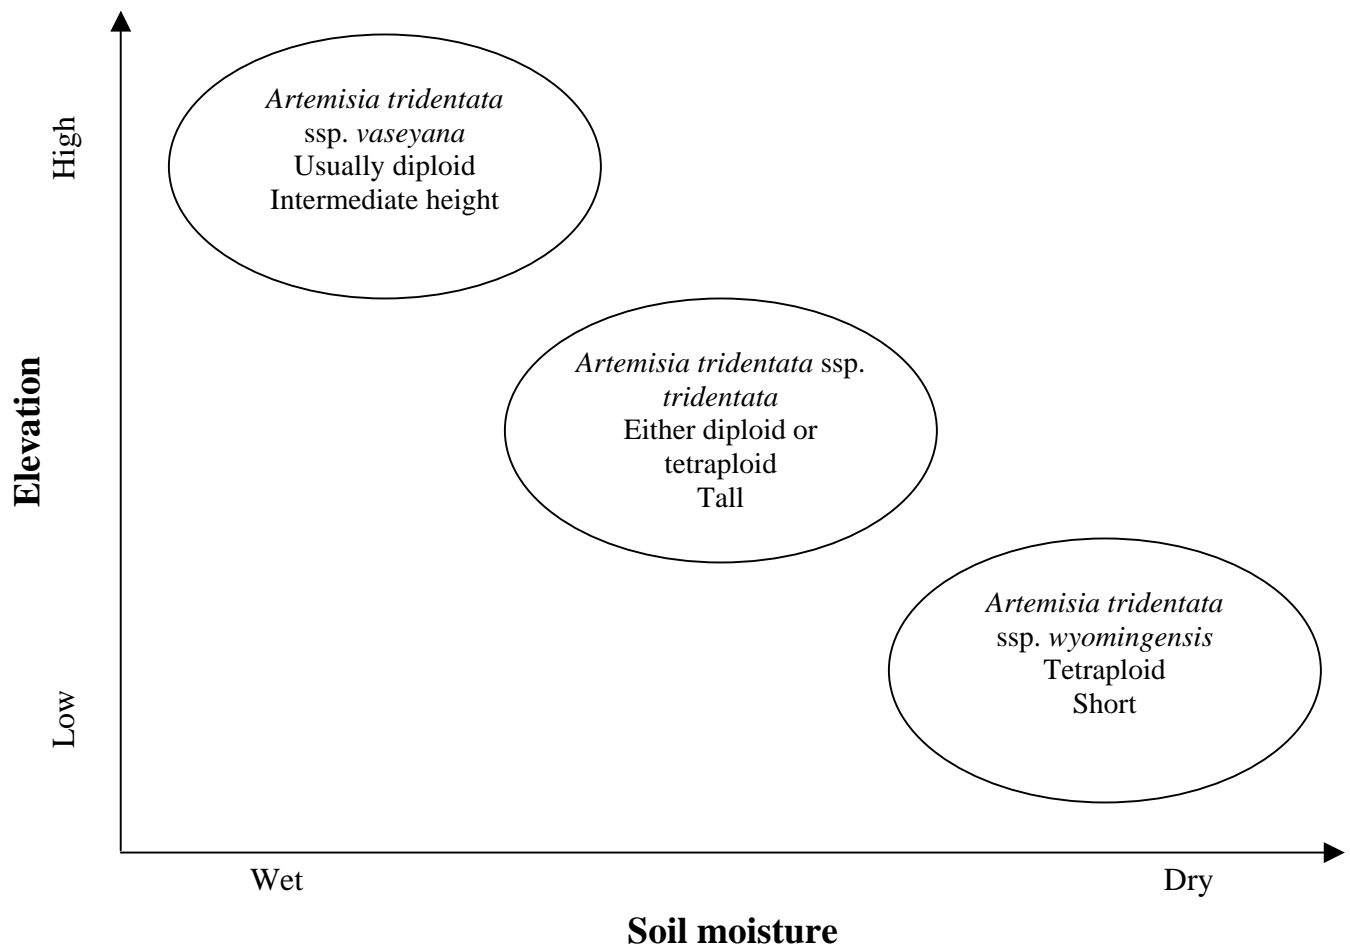 High
Artemisia tridentata
ssp. vaseyana
Usually diploid
Intermediate height
Elevation
Artemisia tridentata ssp.
tridentata
Either diploid or
tetraploid
Tall
Low
Artemisia tridentata
ssp. wyomingensis
Tetraploid
Short
Wet
Dry
Soil moisture